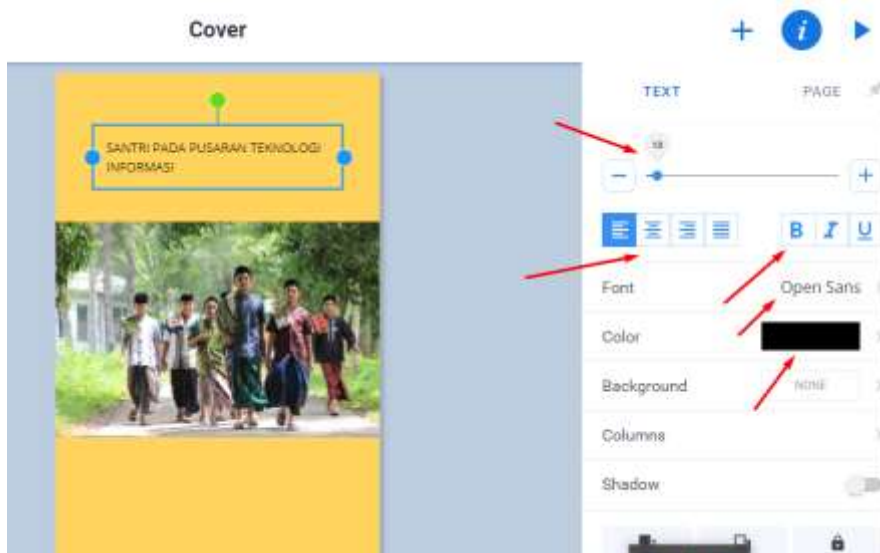 Cover
i
TEXT PAGE
SANTRI PADA PUSARAN TEKNOLOGI
INFORMASI
B I U
Font Open Sans
Color
Background NONE
Columns
Shadow